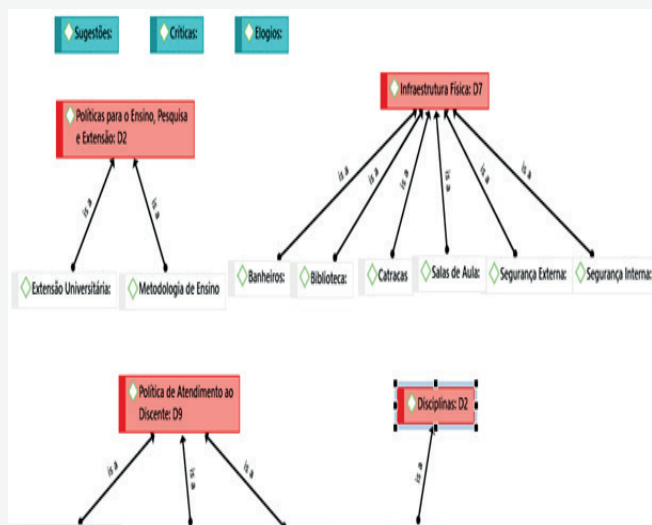 Sugestões:
Críticas:
Elogios:
Infraestrutura Física: D7
Políticas para o Ensino, Pesquisa
e Extensão: D2
is a
is a
is a
is a
is a
is a
is a
is a
Extensão Universitária:
Metodologia de Ensino
Banheiros:
Biblioteca:
Catracas
Salas de Aula:
Segurança Externa:
Segurança Interna:
Política de Atendimento ao
Discente: D9
Disciplinas: D2
is a
is a
is a
is a